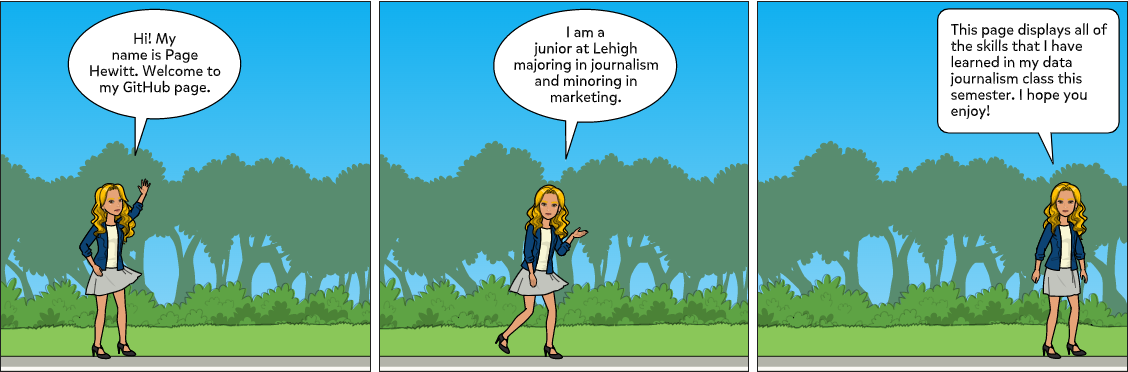 Hi! My
name is Page
Hewitt. Welcome to
my GitHub page.
I am a
junior at Lehigh
majoring in journalism
and minoring in
marketing.
This page displays all of
the skills that I have
learned in my data
journalism class this
semester. I hope you
enjoy!